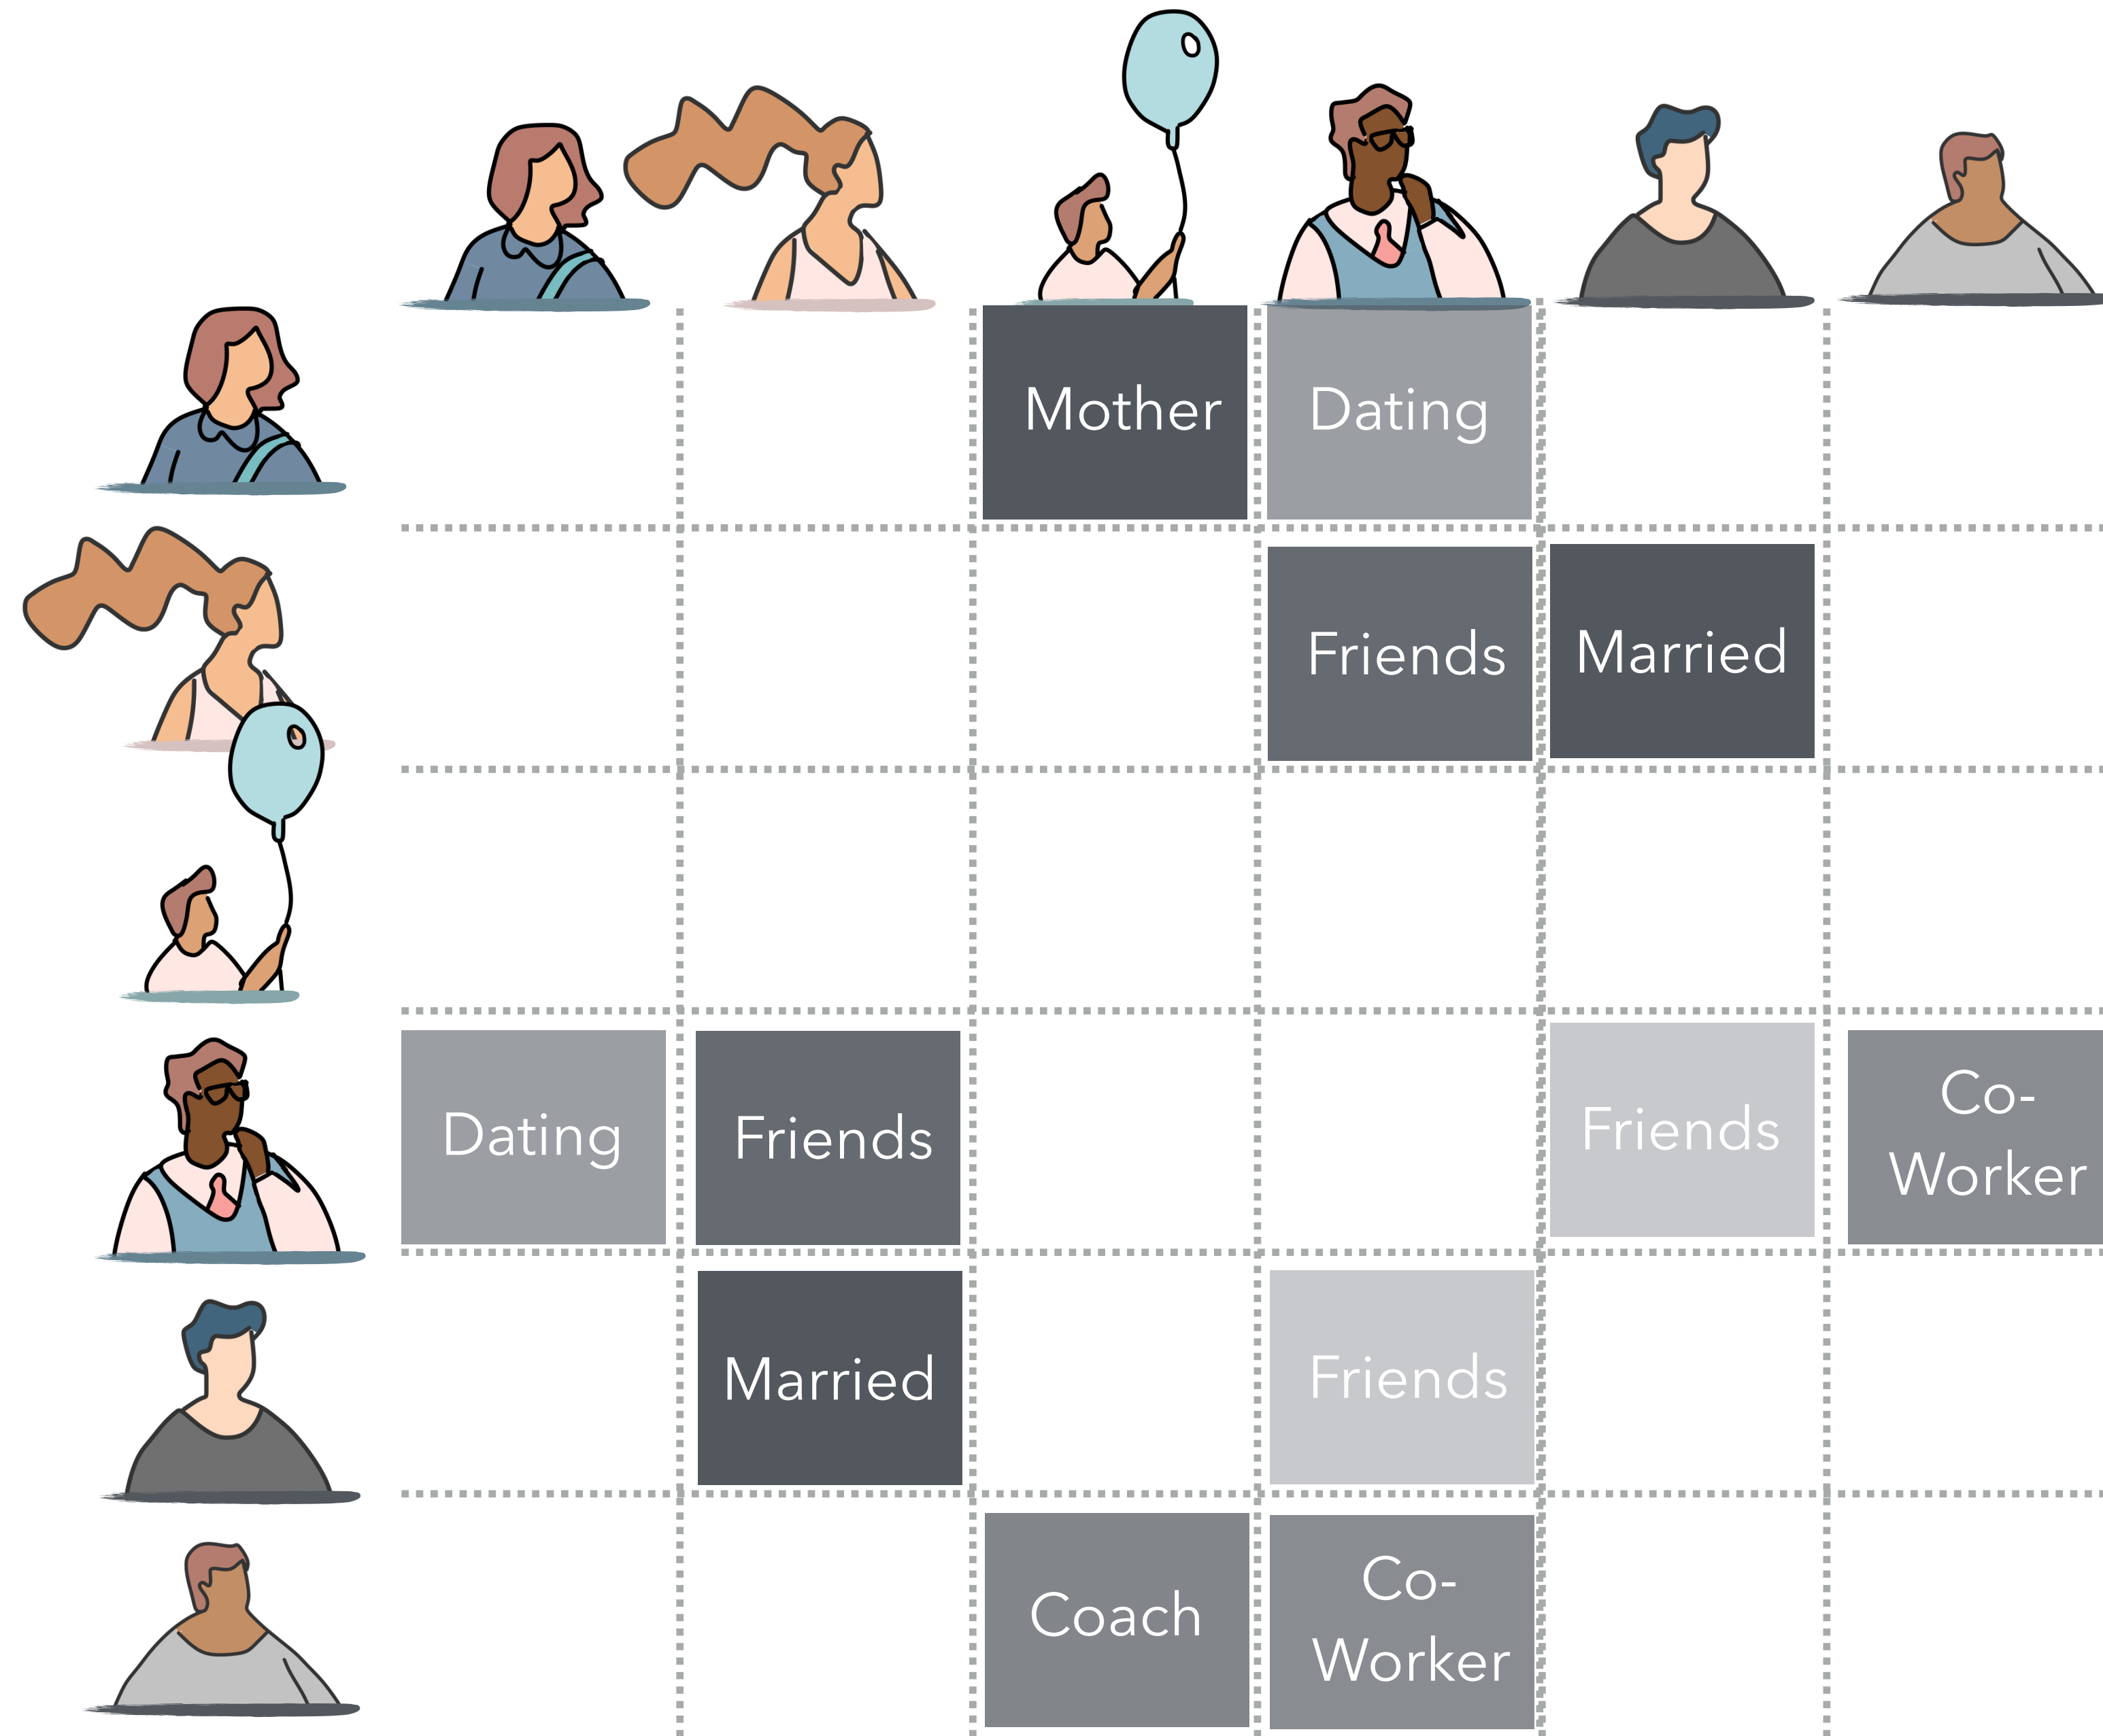 Mother
Dating
Friends
Married
Dating
Friends
Friends
Co-
Worker
Married
Friends
Coach
Co-
Worker